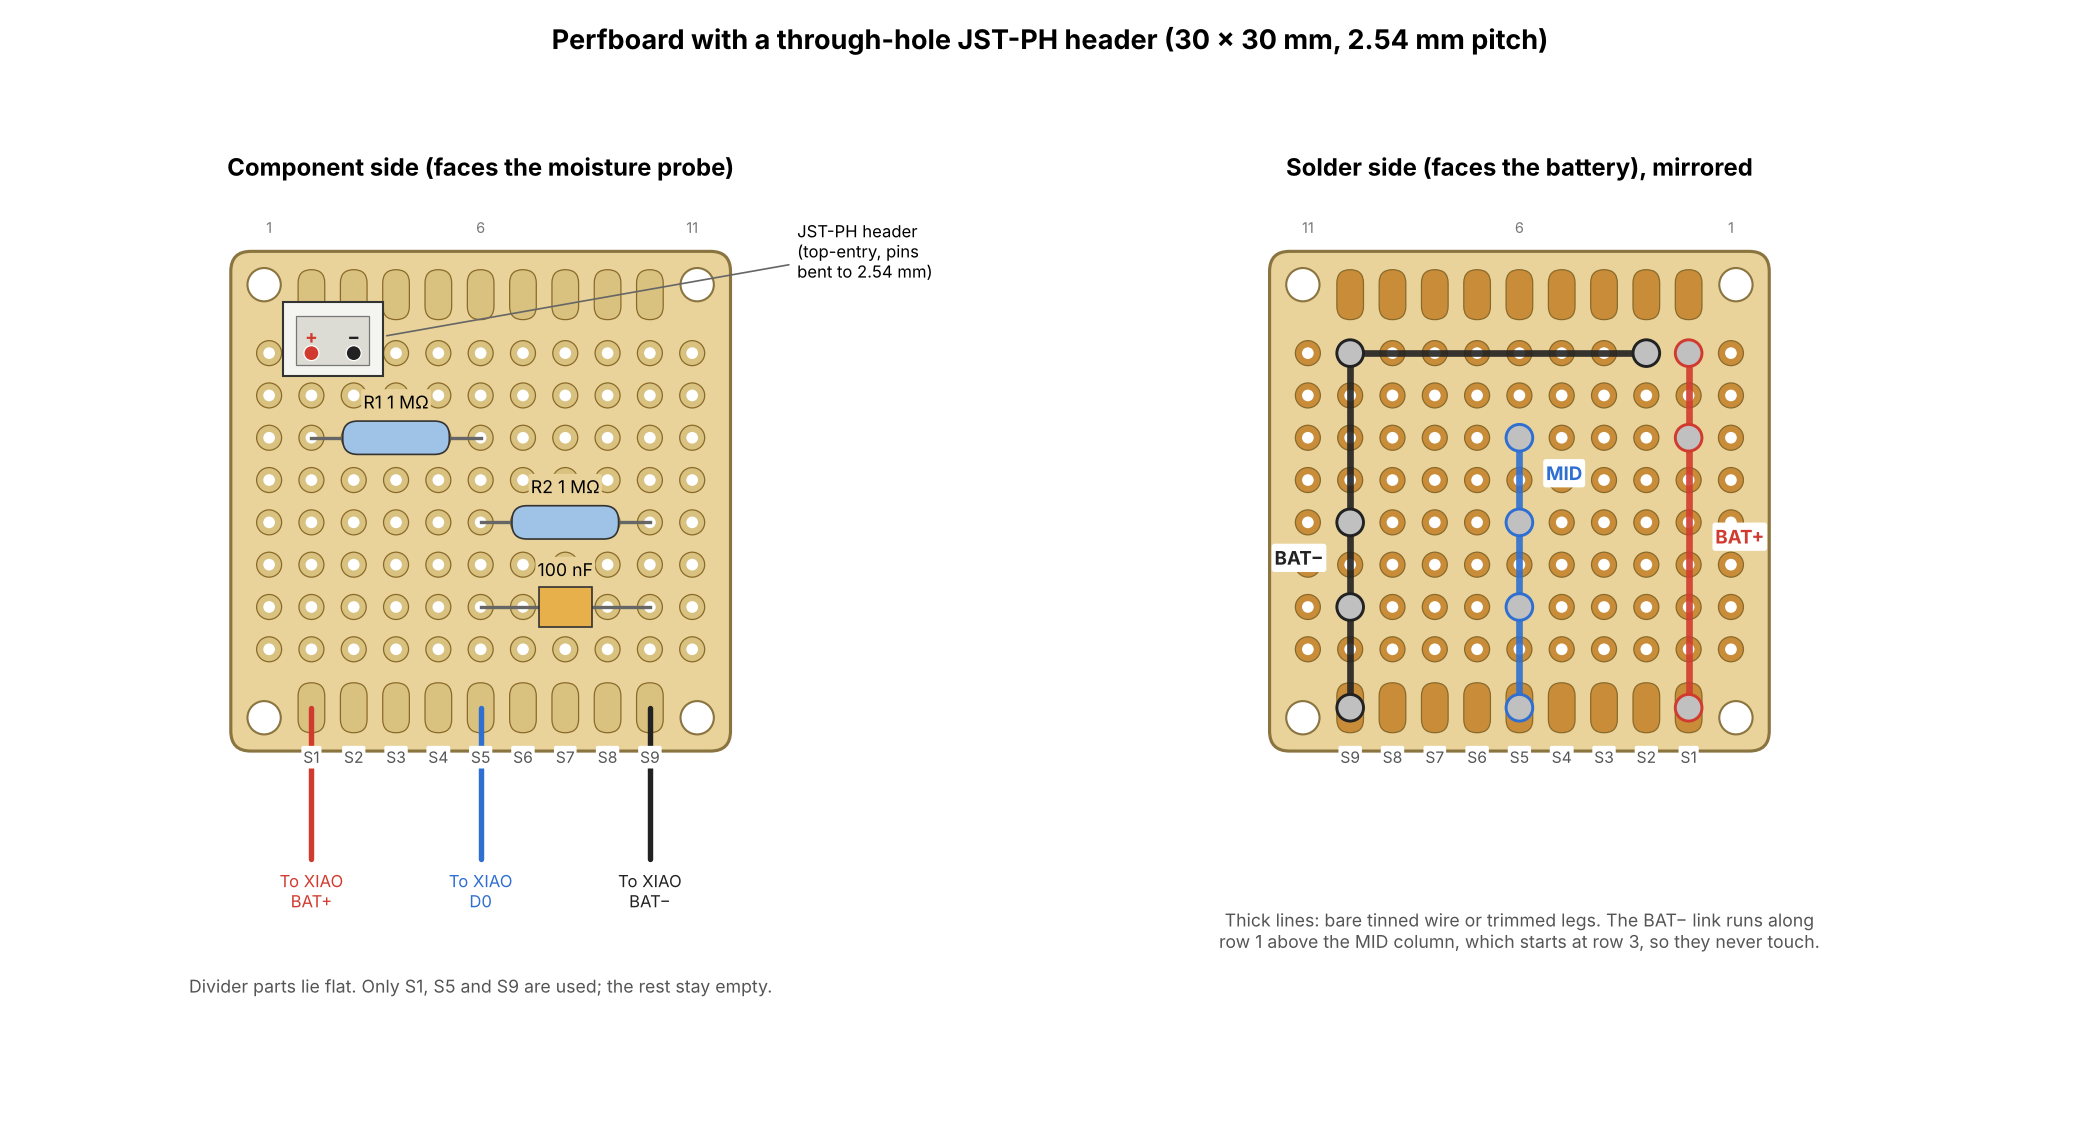 Perfboard with a through-hole JST-PH header (30 × 30 mm, 2.54 mm pitch)
Component side (faces the moisture probe)
1
6
11
JST-PH header
(top-entry, pins
bent to 2.54 mm)
+
−
R1 1 MΩ
R2 1 MΩ
100 nF
S1
S2
S3
S4
S5
S6
S7
S8
S9
To XIAO
BAT+
To XIAO
D0
To XIAO
BAT−
Divider parts lie flat. Only S1, S5 and S9 are used; the rest stay empty.
Solder side (faces the battery), mirrored
11
6
1
MID
BAT+
BAT−
S9
S8
S7
S6
S5
S4
S3
S2
S1
Thick lines: bare tinned wire or trimmed legs. The BAT− link runs along
row 1 above the MID column, which starts at row 3, so they never touch.